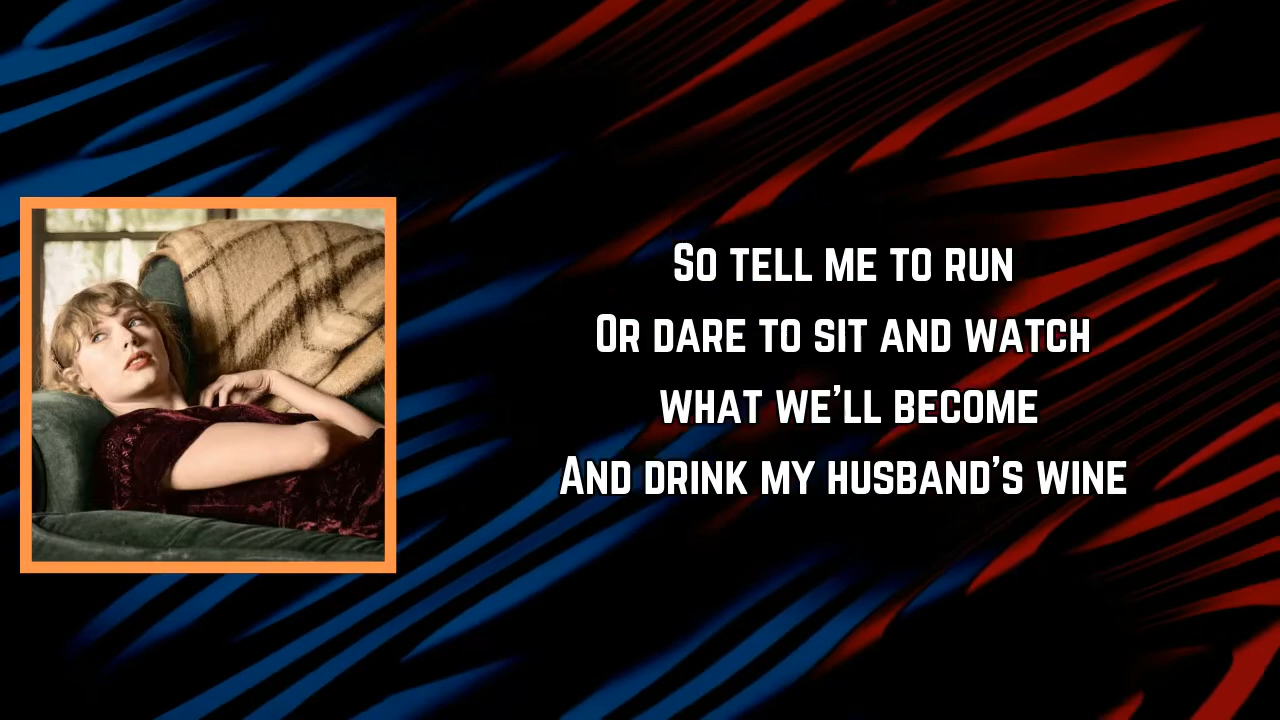 So tell me to run
Or dare to sit and watch
what we'll become
And drink my husband's wine